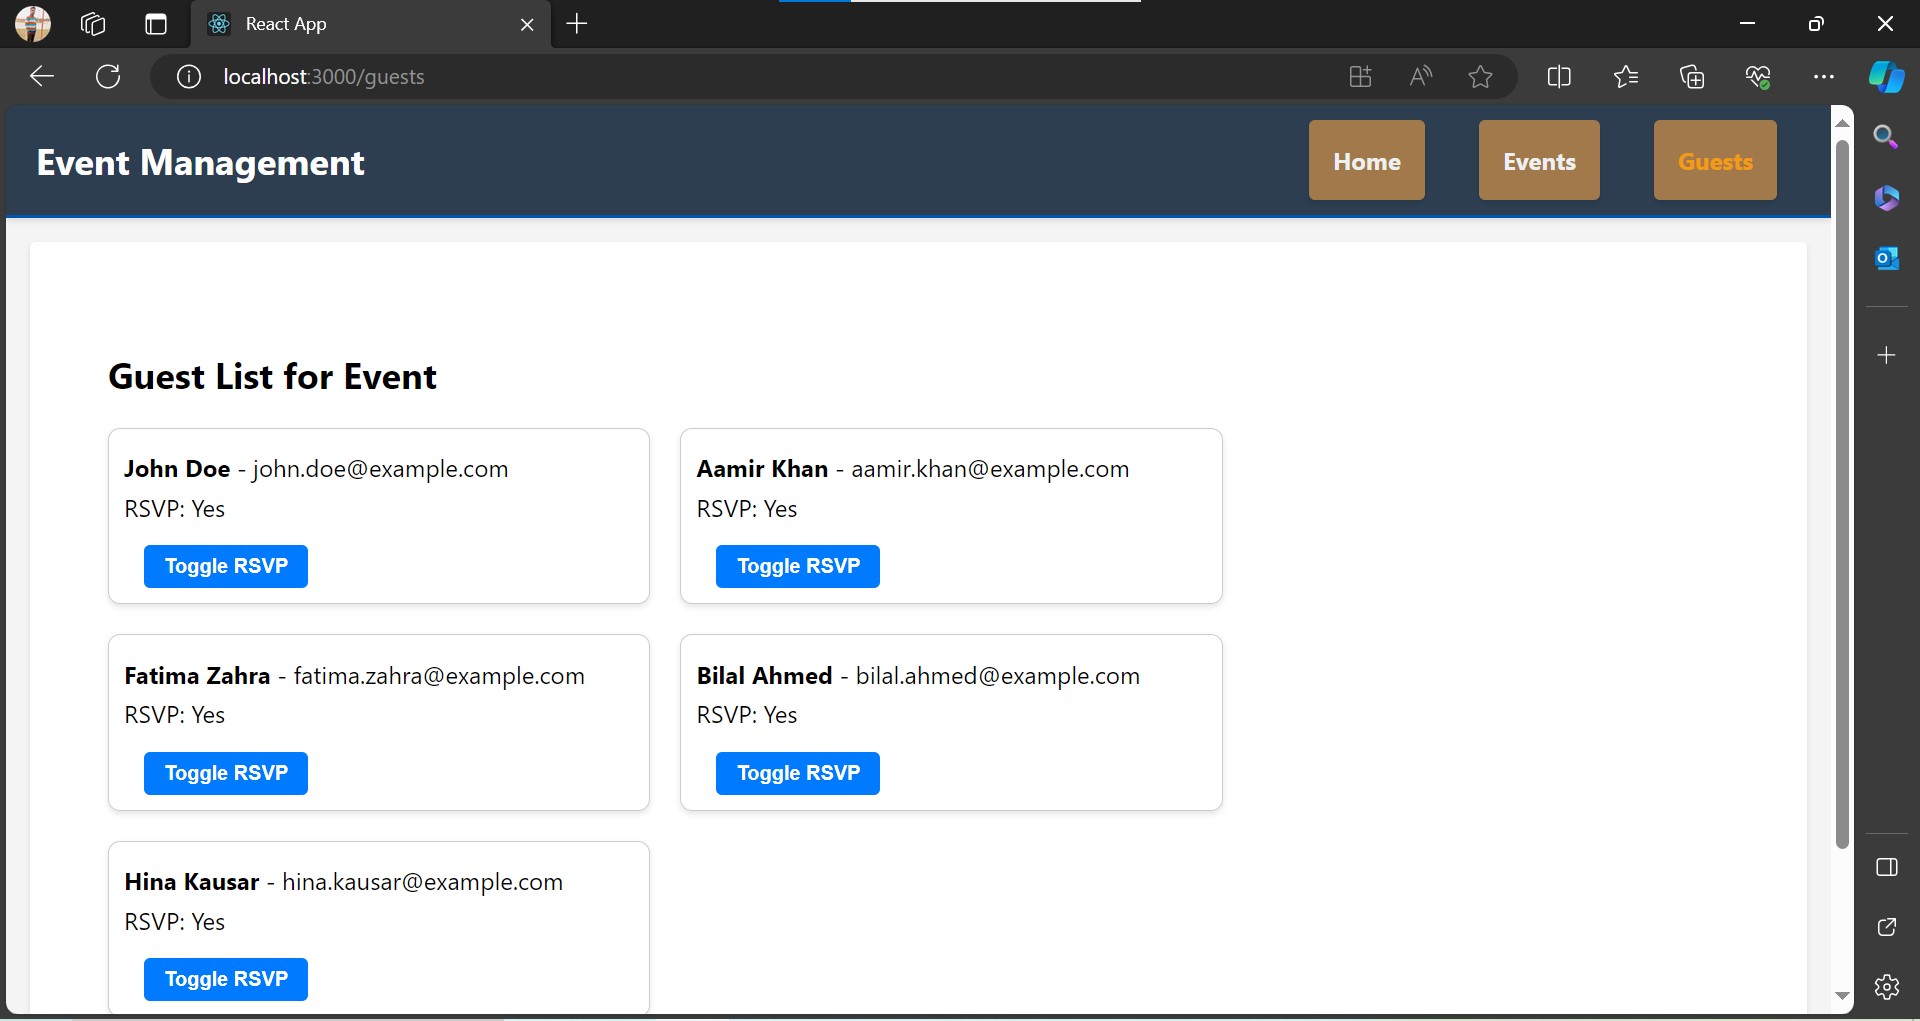 React App
localhost:3000/guests
Event Management
Home
Events
Guests
Guest List for Event
John Doe - john.doe@example.com
RSVP: Yes
Toggle RSVP
Aamir Khan - aamir.khan@example.com
RSVP: Yes
Toggle RSVP
Fatima Zahra - fatima.zahra@example.com
RSVP: Yes
Toggle RSVP
Bilal Ahmed - bilal.ahmed@example.com
RSVP: Yes
Toggle RSVP
Hina Kausar - hina.kausar@example.com
RSVP: Yes
Toggle RSVP